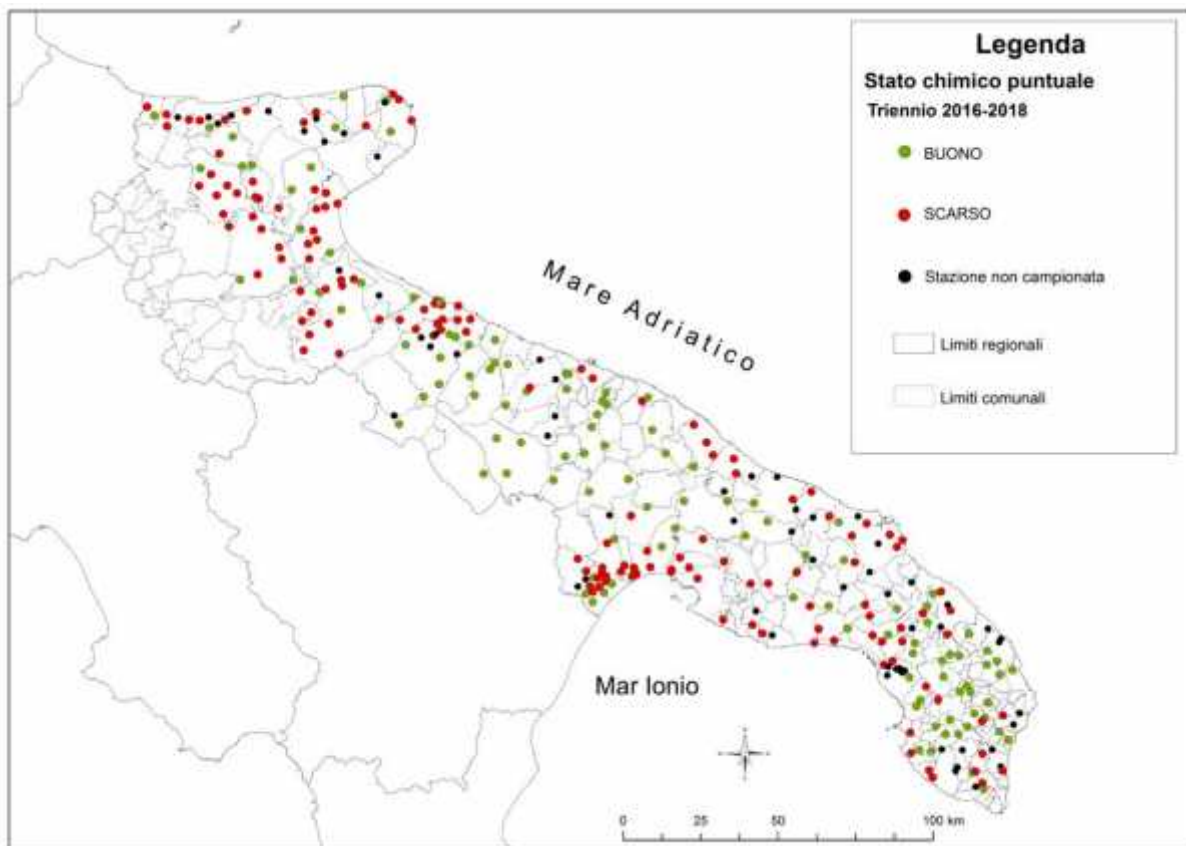 Legenda
Stato chimico puntuale
Triennio 2016-2018
BUONO
SCARSO
Stazione non campionata
Limiti regionali
Limiti comunali
Mare Adriatico
Mar Ionio
0 25 50 100 km